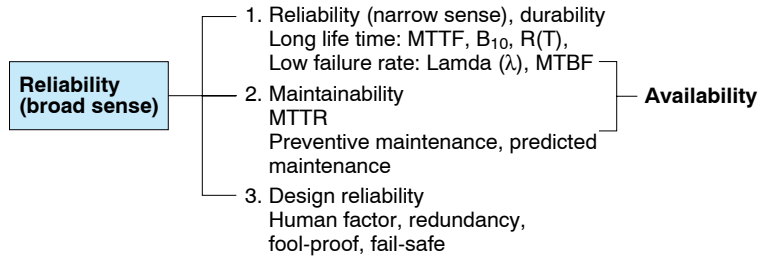 Reliability
(broad sense)
1. Reliability (narrow sense), durability
Long life time: MTTF, B₁₀, R(T),
Low failure rate: Lamda (λ), MTBF
2. Maintainability
MTTR
Preventive maintenance, predicted
maintenance
3. Design reliability
Human factor, redundancy,
fool-proof, fail-safe
Availability